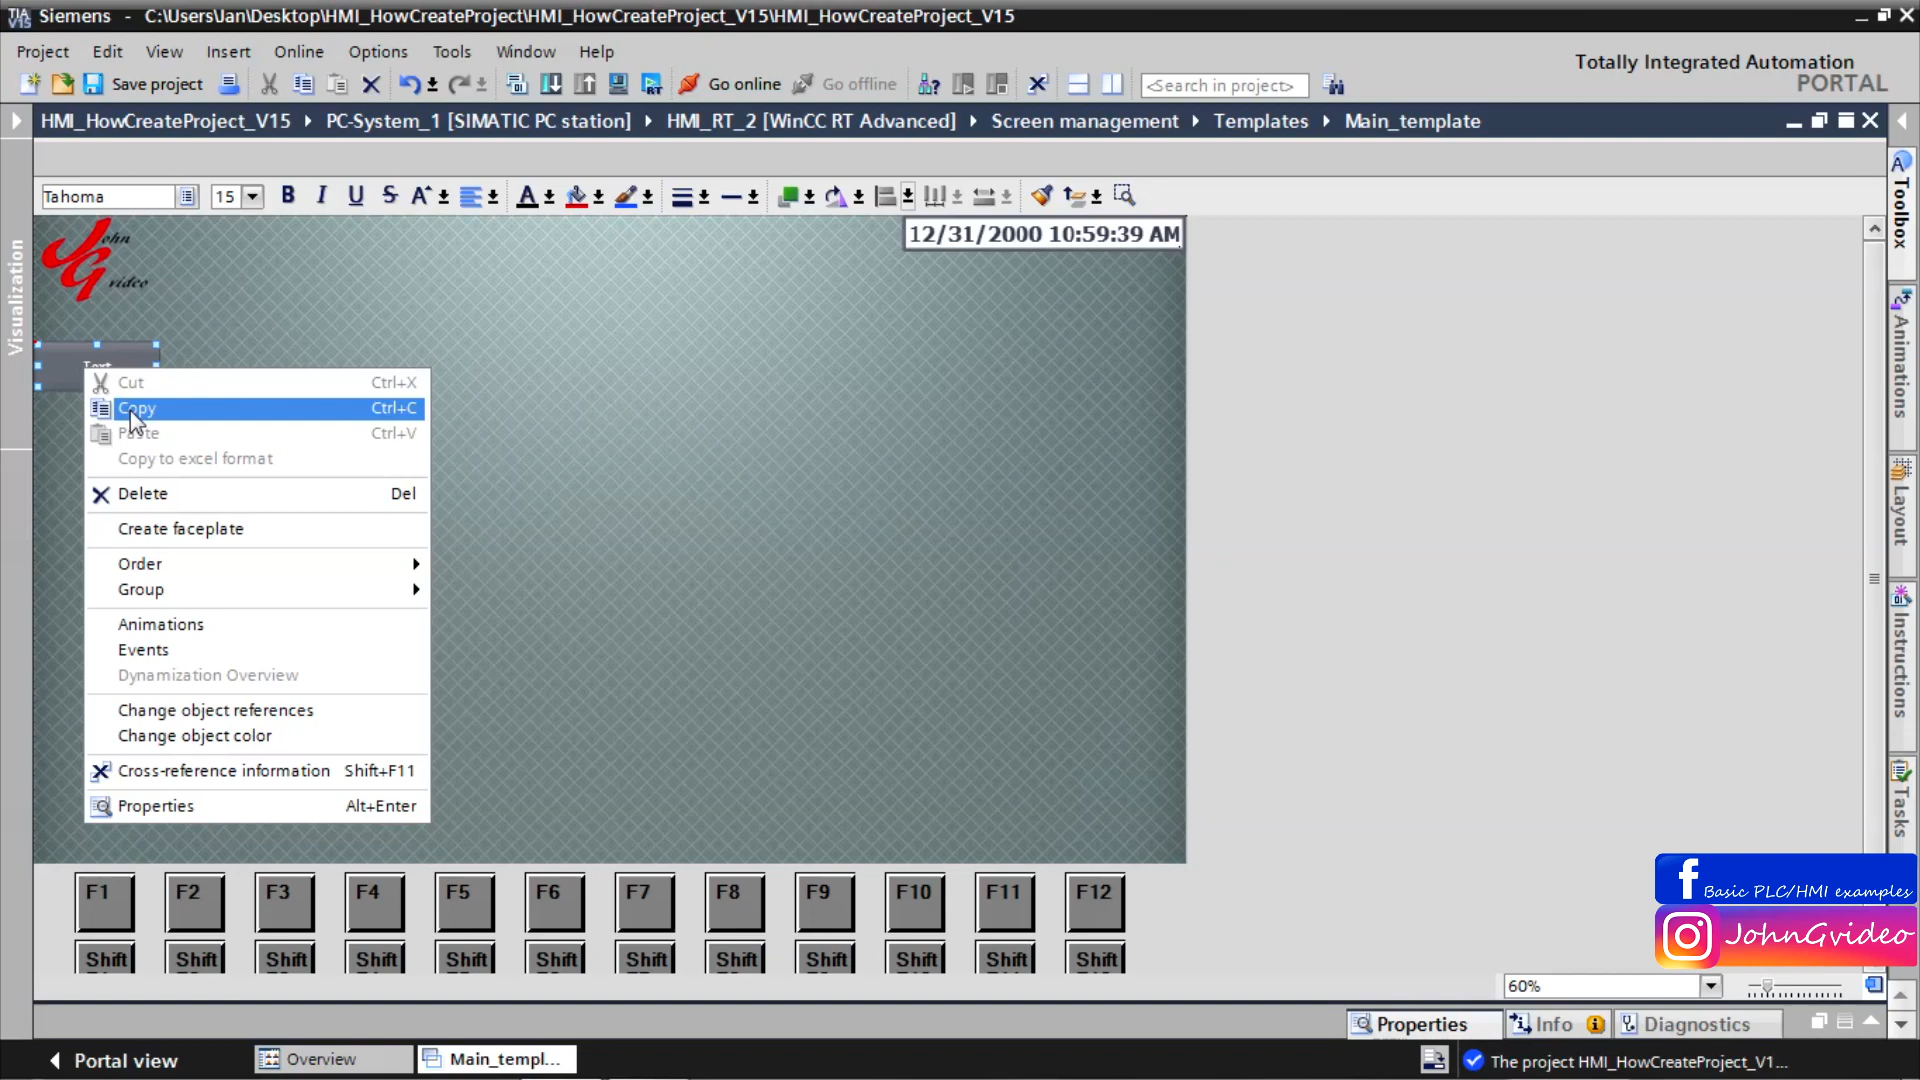 Siemens - C:\Users\Jan\Desktop\HMI_HowCreateProject\HMI_HowCreateProject_V15\HMI_HowCreateProject_V15
Project Edit View Insert Online Options Tools Window Help
Totally Integrated Automation
PORTAL
Save project Go online Go offline <Search in project>
HMI_HowCreateProject_V15 PC-System_1 [SIMATIC PC station] HMI_RT_2 [WinCC RT Advanced] Screen management Templates Main_template
Tahoma 15 B I U S
12/31/2000 10:59:39 AM
John
G video
Visualization
Text
Cut Ctrl+X
Copy Ctrl+C
Paste Ctrl+V
Copy to excel format
Delete Del
Create faceplate
Order
Group
Animations
Events
Dynamization Overview
Change object references
Change object color
Cross-reference information Shift+F11
Properties Alt+Enter
Toolbox
Animations
Layout
Instructions
Tasks
F1 F2 F3 F4 F5 F6 F7 F8 F9 F10 F11 F12
Shift Shift Shift Shift Shift Shift Shift Shift Shift Shift Shift Shift
Basic PLC/HMI examples
JohnGvideo
60%
Properties Info Diagnostics
Portal view Overview Main_templ... The project HMI_HowCreateProject_V1...